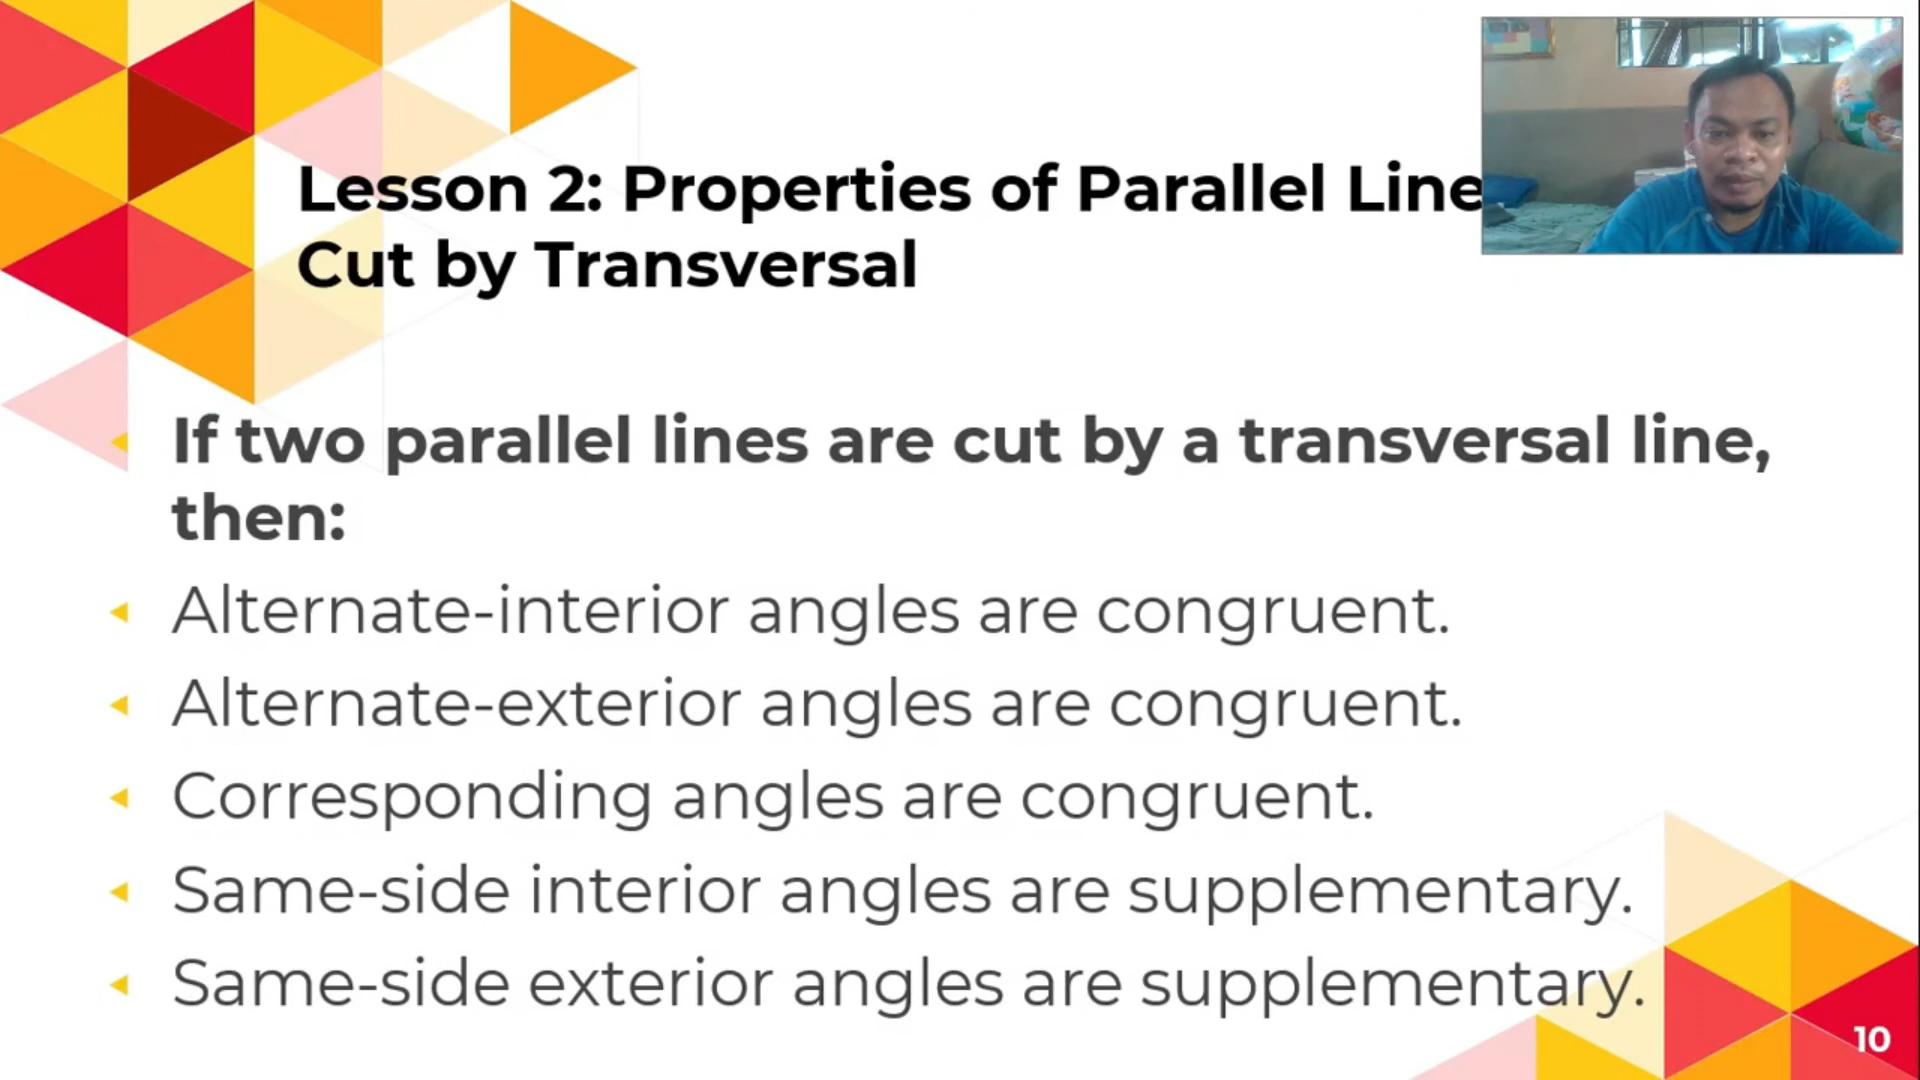 Lesson 2: Properties of Parallel Line
Cut by Transversal
If two parallel lines are cut by a transversal line,
then:
Alternate-interior angles are congruent.
Alternate-exterior angles are congruent.
Corresponding angles are congruent.
Same-side interior angles are supplementary.
Same-side exterior angles are supplementary.
10